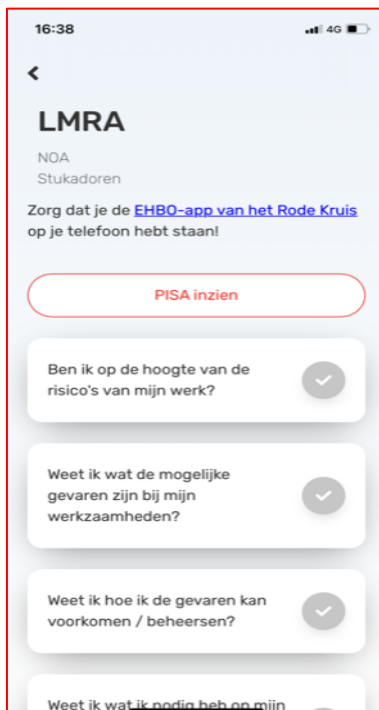 16:38
4G
LMRA
NOA
Stukadoren
Zorg dat je de EHBO-app van het Rode Kruis
op je telefoon hebt staan!
PISA inzien
Ben ik op de hoogte van de
risico's van mijn werk?
Weet ik wat de mogelijke
gevaren zijn bij mijn
werkzaamheden?
Weet ik hoe ik de gevaren kan
voorkomen / beheersen?
Weet ik wat ik nodig heb op mijn